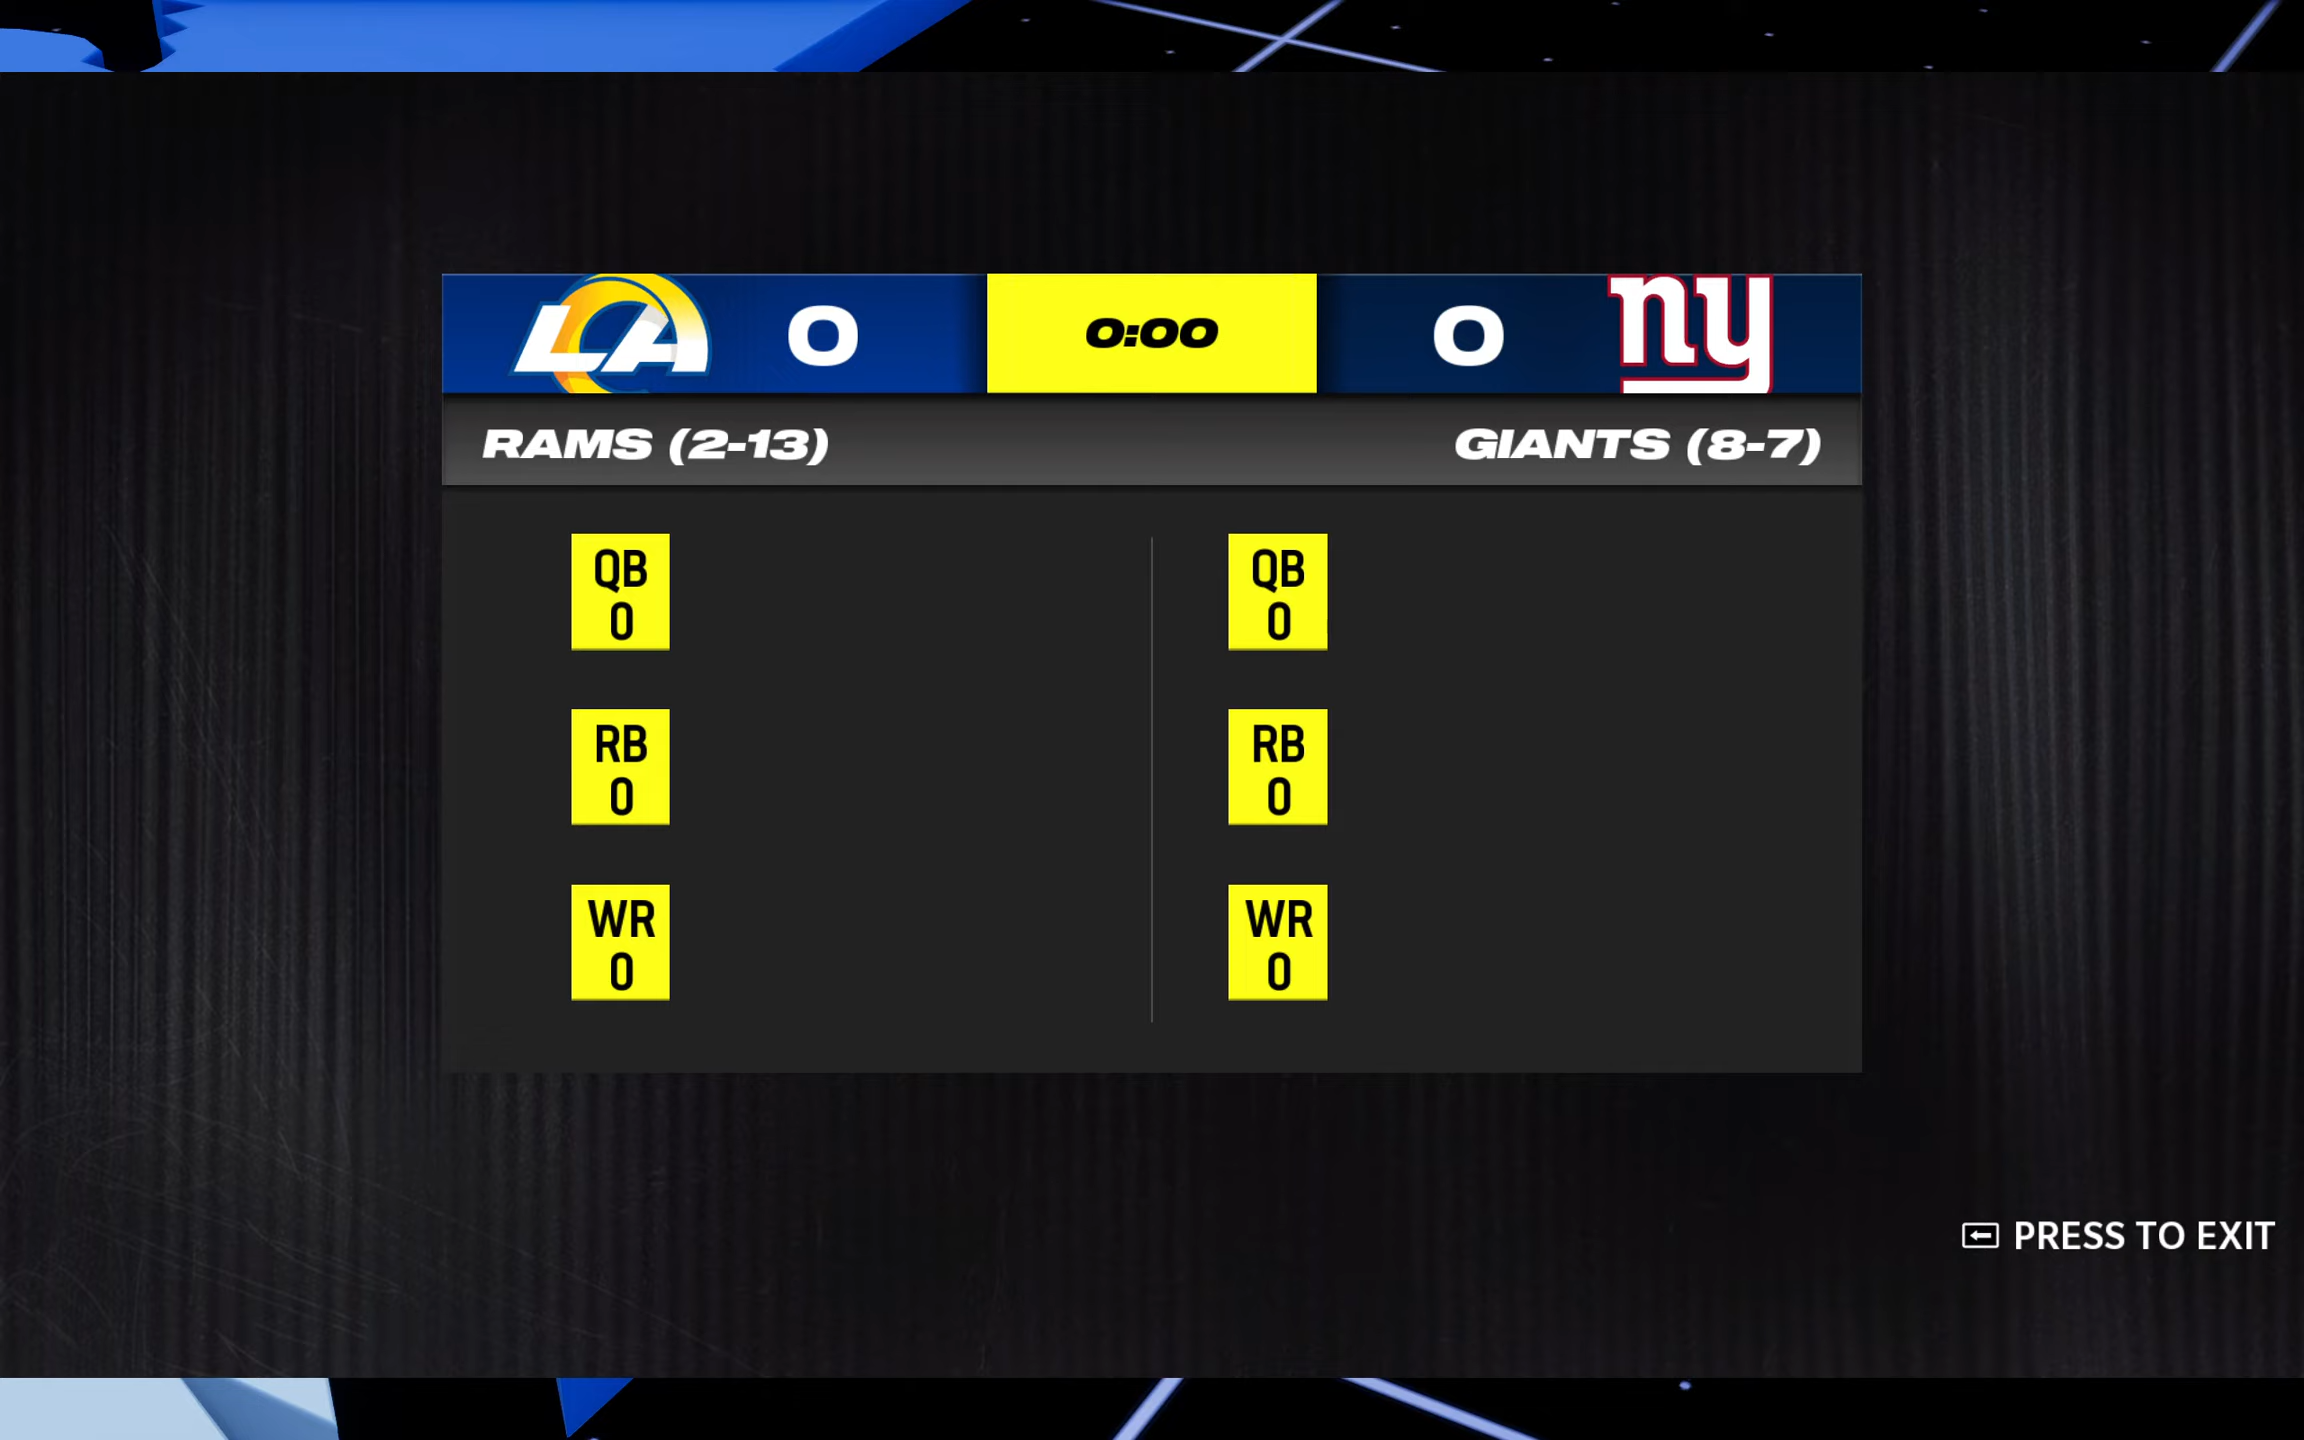 LA 0 0:00 0 ny
RAMS (2-13) GIANTS (8-7)
QB
0
QB
0
RB
0
RB
0
WR
0
WR
0
PRESS TO EXIT